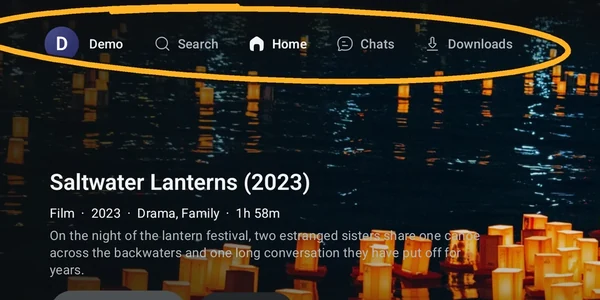 D Demo Search Home Chats Downloads
Saltwater Lanterns (2023)
Film · 2023 · Drama, Family · 1h 58m
On the night of the lantern festival, two estranged sisters share one canoe
across the backwaters and one long conversation they have put off for
years.